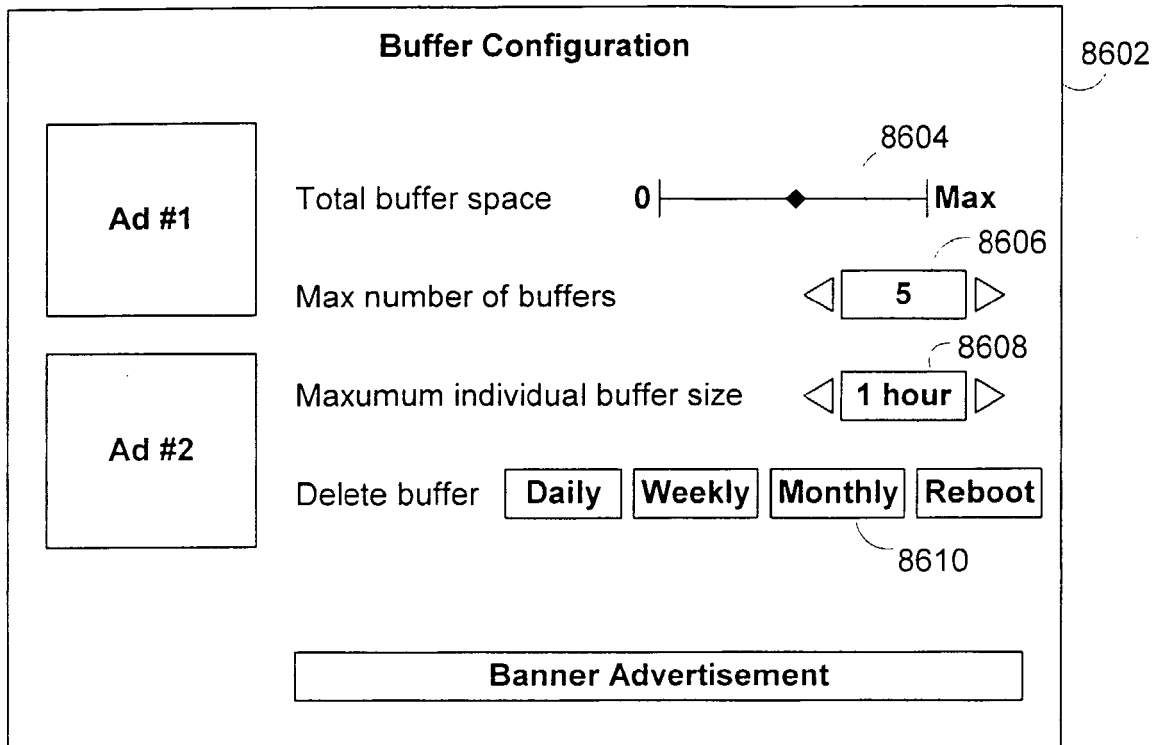 Buffer Configuration
8602
8604
Ad #1
Total buffer space 0 Max
8606
Max number of buffers 5
8608
Maxumum individual buffer size 1 hour
Ad #2
Delete buffer Daily Weekly Monthly Reboot
8610
Banner Advertisement